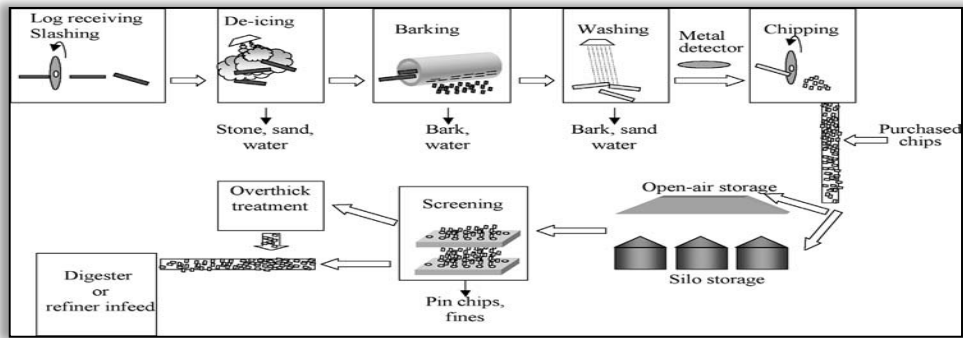 Log receiving
Slashing
De-icing
Barking
Washing
Metal
detector
Chipping
Stone, sand,
water
Bark,
water
Bark, sand
water
Purchased
chips
Open-air storage
Silo storage
Screening
Pin chips,
fines
Overthick
treatment
Digester
or
refiner infeed